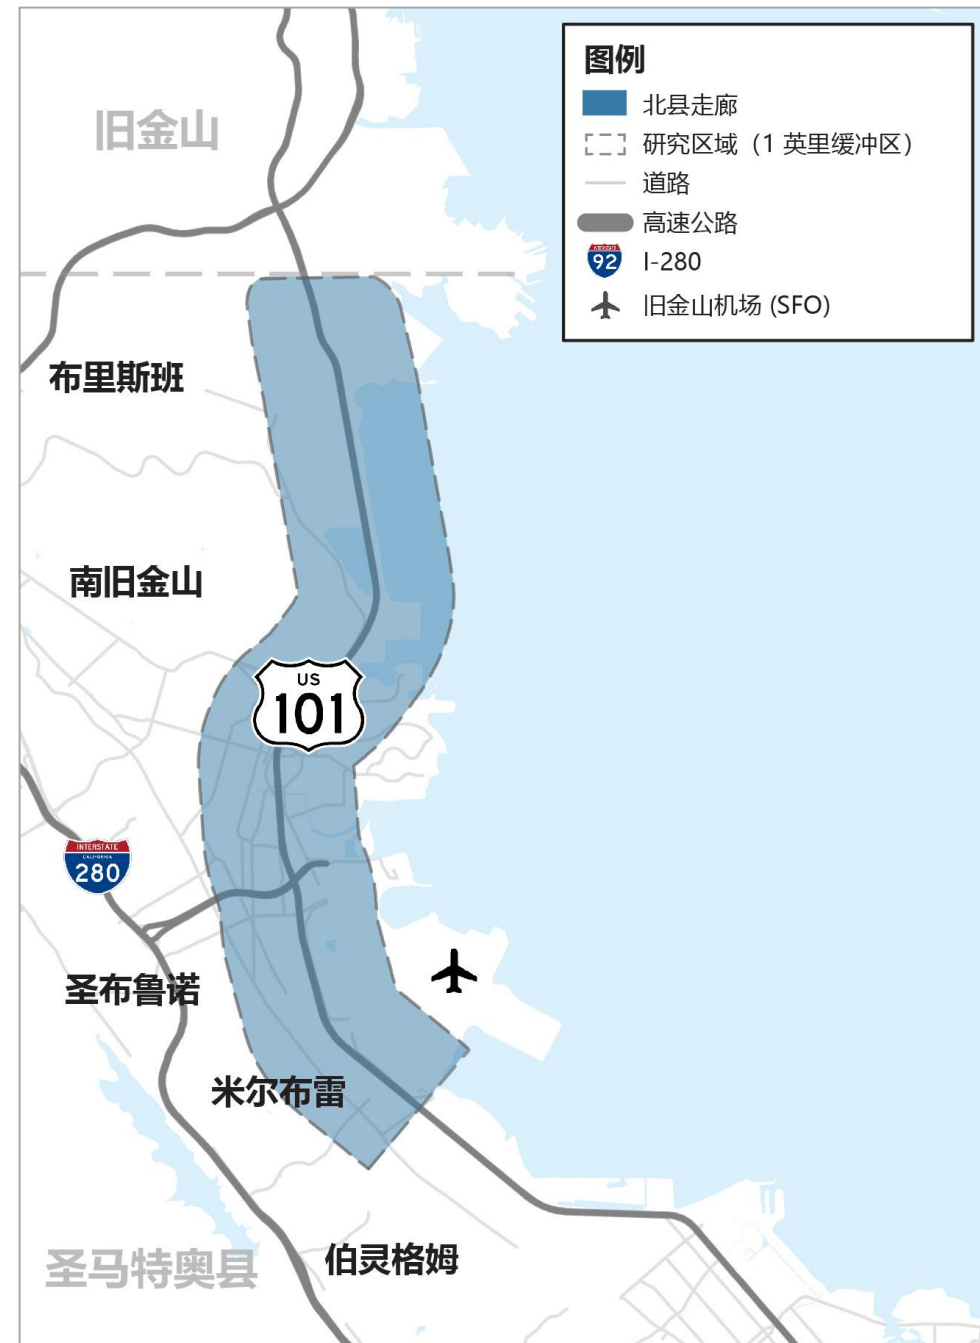 旧金山
图例
北县走廊
研究区域（1 英里缓冲区）
道路
高速公路
INTERSTATE
92
I-280
旧金山机场 (SFO)
布里斯班
南旧金山
US
101
INTERSTATE
CALIFORNIA
280
圣布鲁诺
米尔布雷
圣马特奥县
伯灵格姆